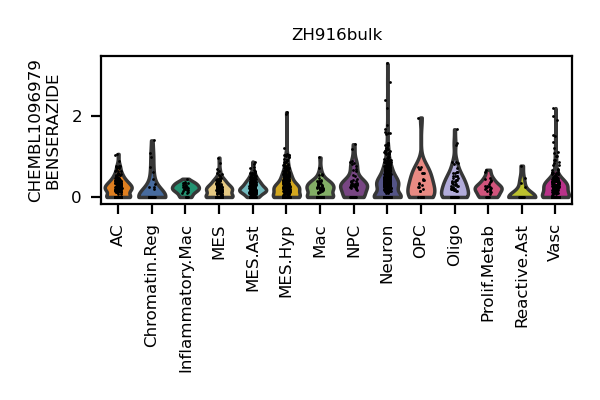 ZH916bulk
CHEMBL1096979
BENSERAZIDE
2
0
AC
Chromatin.Reg
Inflammatory.Mac
MES
MES.Ast
MES.Hyp
Mac
NPC
Neuron
OPC
Oligo
Prolif.Metab
Reactive.Ast
Vasc